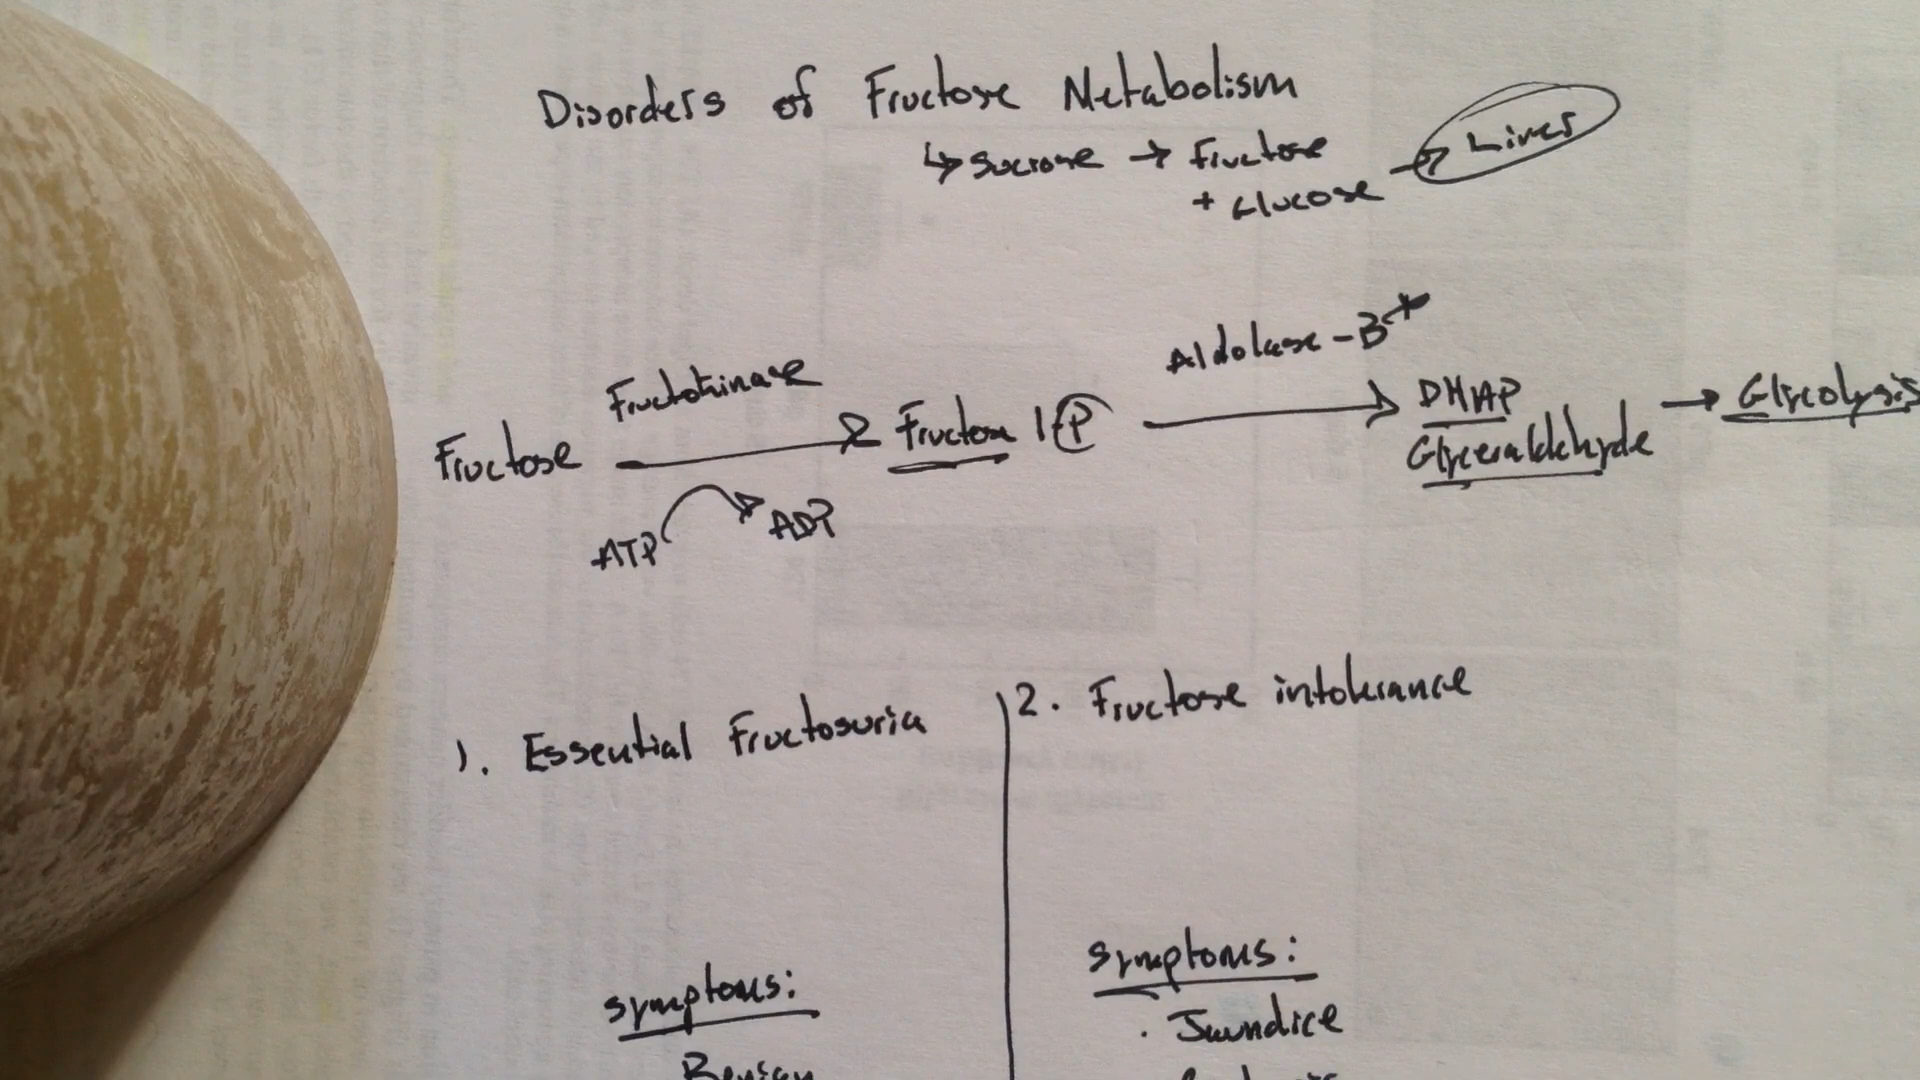 Disorders of Fructose Metabolism
↳ Sucrose → Fructose
+ Glucose → Liver
Fructokinase
Aldolase-B
Fructose → Fructose 1-P → DHAP
Glyceraldehyde → Glycolysis
ATP → ADP
1. Essential Fructosuria
2. Fructose intolerance
symptoms:
Benign
symptoms:
· Jaundice